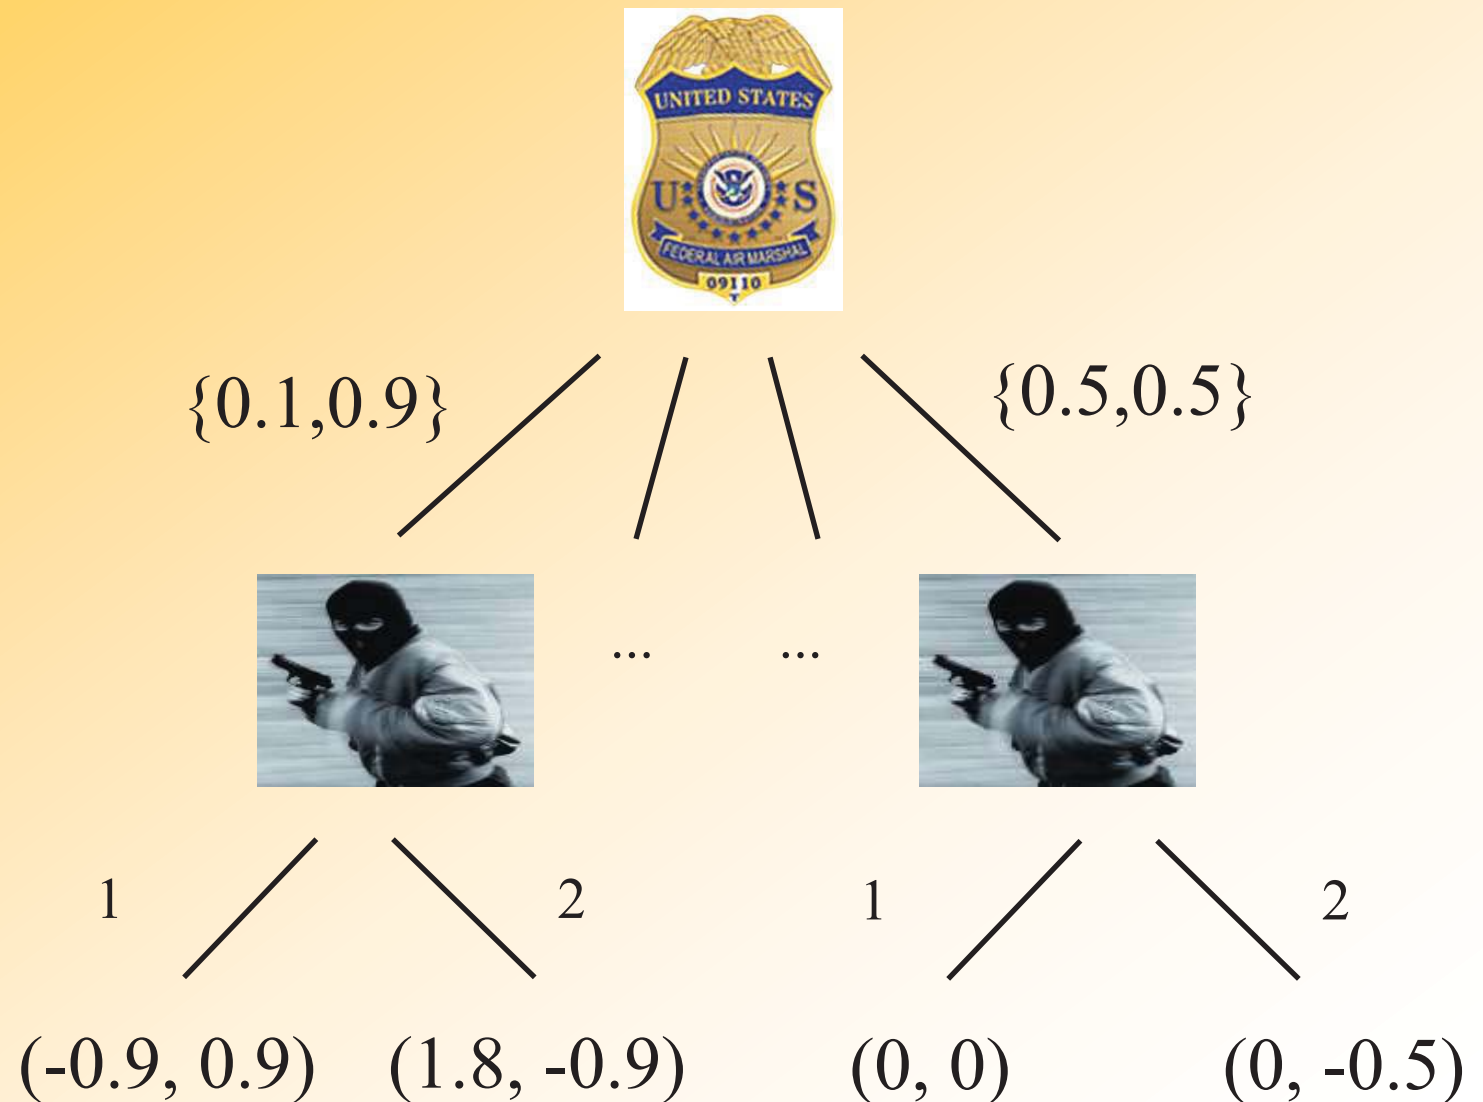 UNITED STATES
U S
FEDERAL AIR MARSHAL
09110
T
{0.1,0.9}
{0.5,0.5}
... ...
1 2 1 2
(-0.9, 0.9) (1.8, -0.9) (0, 0) (0, -0.5)